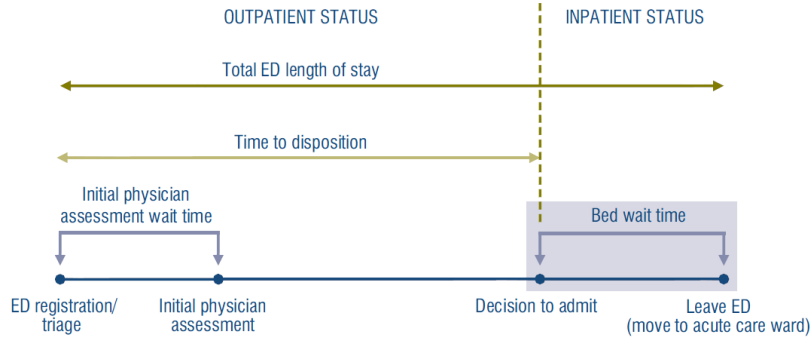 OUTPATIENT STATUS
INPATIENT STATUS
Total ED length of stay
Time to disposition
Initial physician
assessment wait time
Bed wait time
ED registration/
triage
Initial physician
assessment
Decision to admit
Leave ED
(move to acute care ward)